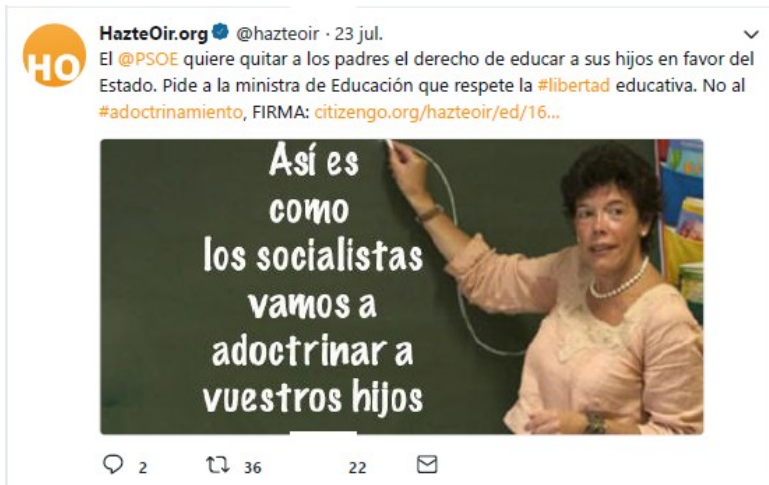 HazteOir.org @hazteoir · 23 jul.
El @PSOE quiere quitar a los padres el derecho de educar a sus hijos en favor del
Estado. Pide a la ministra de Educación que respete la #libertad educativa. No al
#adoctrinamiento, FIRMA: citizengo.org/hazteoir/ed/16...
HO
Así es
como
los socialistas
vamos a
adoctrinar a
vuestros hijos
2 36 22